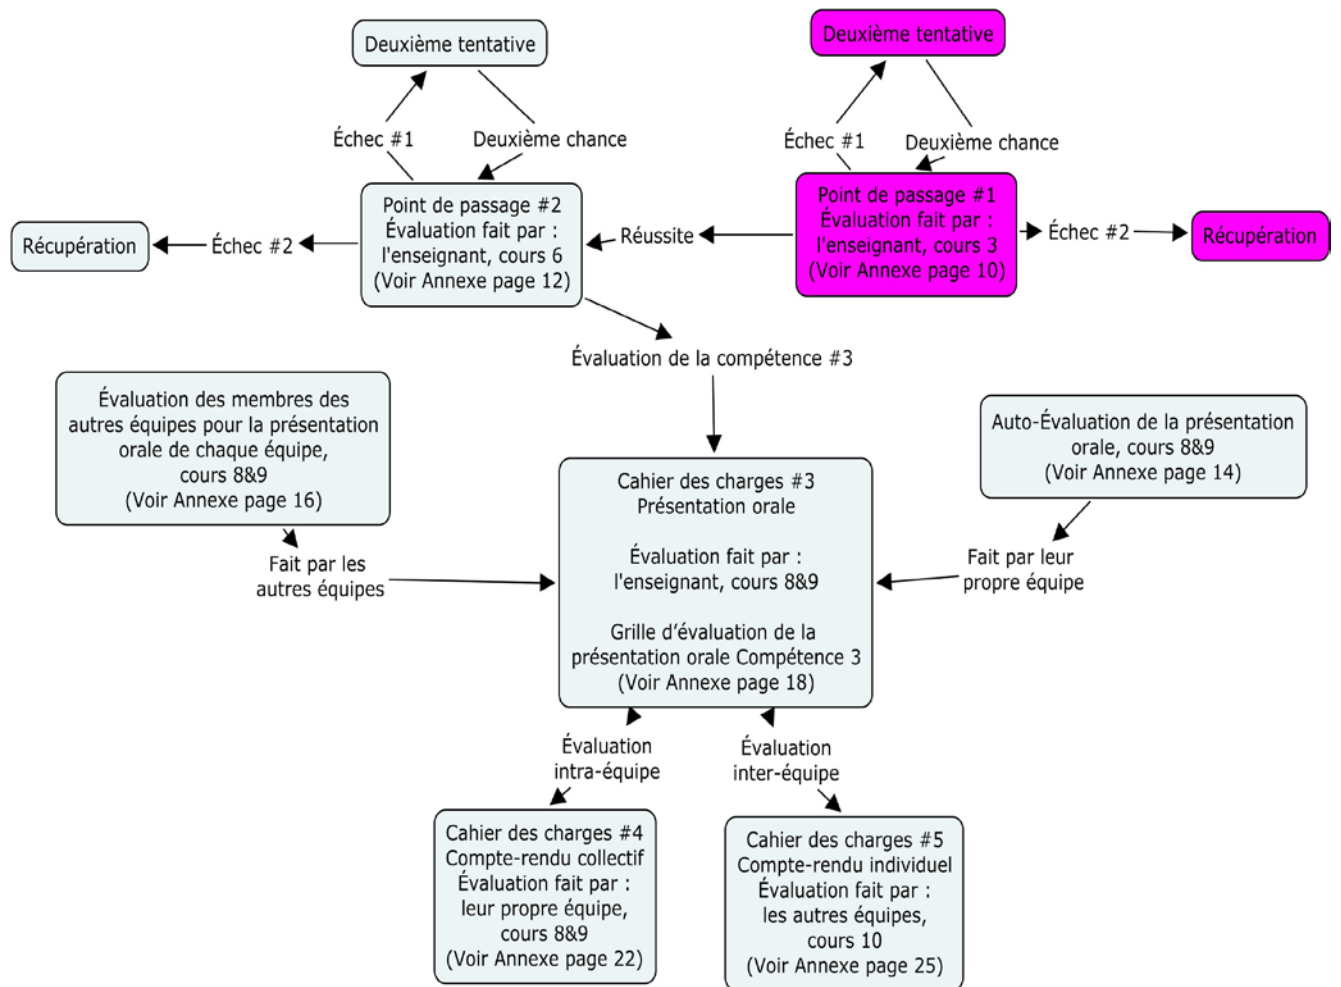 Deuxième tentative
Deuxième tentative
Échec #1
Deuxième chance
Échec #1
Deuxième chance
Point de passage #2
Évaluation fait par :
l'enseignant, cours 6
(Voir Annexe page 12)
Point de passage #1
Évaluation fait par :
l'enseignant, cours 3
(Voir Annexe page 10)
Récupération
Échec #2
Réussite
Échec #2
Récupération
Évaluation de la compétence #3
Évaluation des membres des
autres équipes pour la présentation
orale de chaque équipe,
cours 8&9
(Voir Annexe page 16)
Auto-Évaluation de la présentation
orale, cours 8&9
(Voir Annexe page 14)
Fait par les
autres équipes
Cahier des charges #3
Présentation orale
Évaluation fait par :
l'enseignant, cours 8&9
Grille d'évaluation de la
présentation orale Compétence 3
(Voir Annexe page 18)
Fait par leur
propre équipe
Évaluation
intra-équipe
Évaluation
inter-équipe
Cahier des charges #4
Compte-rendu collectif
Évaluation fait par :
leur propre équipe,
cours 8&9
(Voir Annexe page 22)
Cahier des charges #5
Compte-rendu individuel
Évaluation fait par :
les autres équipes,
cours 10
(Voir Annexe page 25)